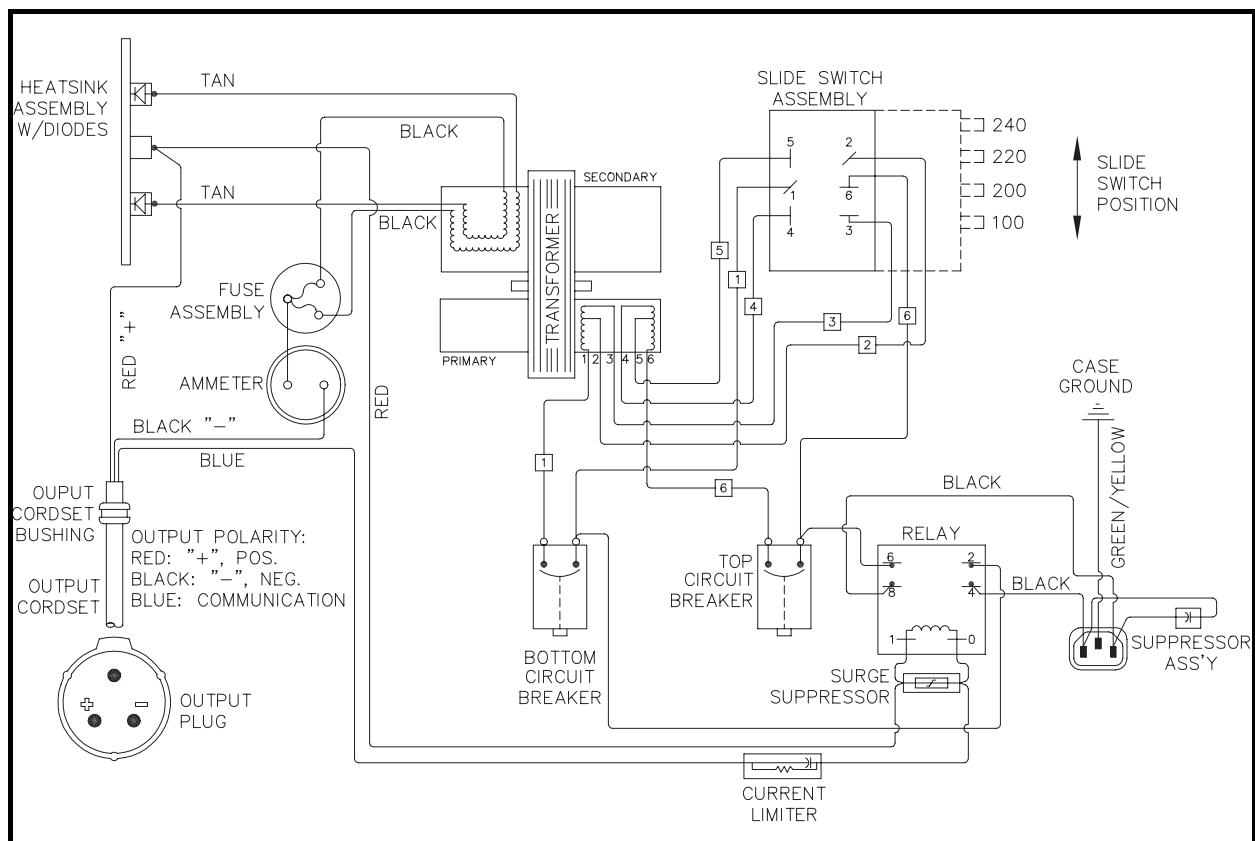 HEATSINK
ASSEMBLY
W/DIODES
TAN
BLACK
TAN
BLACK
SECONDARY
TRANSFORMER
PRIMARY
1 2 3 4 5 6
FUSE
ASSEMBLY
AMMETER
RED "+"
BLACK "-"
BLUE
RED
OUPUT
CORDSET
BUSHING
OUTPUT POLARITY:
RED: "+", POS.
BLACK: "-", NEG.
BLUE: COMMUNICATION
OUTPUT
CORDSET
+ -
OUTPUT
PLUG
SLIDE SWITCH
ASSEMBLY
5 2
1 6
4 3
240
220
200
100
SLIDE
SWITCH
POSITION
5
1
4
3
6
2
1
6
BOTTOM
CIRCUIT
BREAKER
TOP
CIRCUIT
BREAKER
BLACK
RELAY
6 2
8 4
1 0
BLACK
SURGE
SUPPRESSOR
CURRENT
LIMITER
CASE
GROUND
GREEN/YELLOW
SUPPRESSOR
ASS'Y